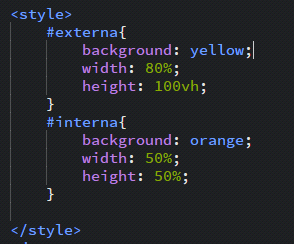 <style>
#externa{
background: yellow;
width: 80%;
height: 100vh;
}
#interna{
background: orange;
width: 50%;
height: 50%;
}
</style>